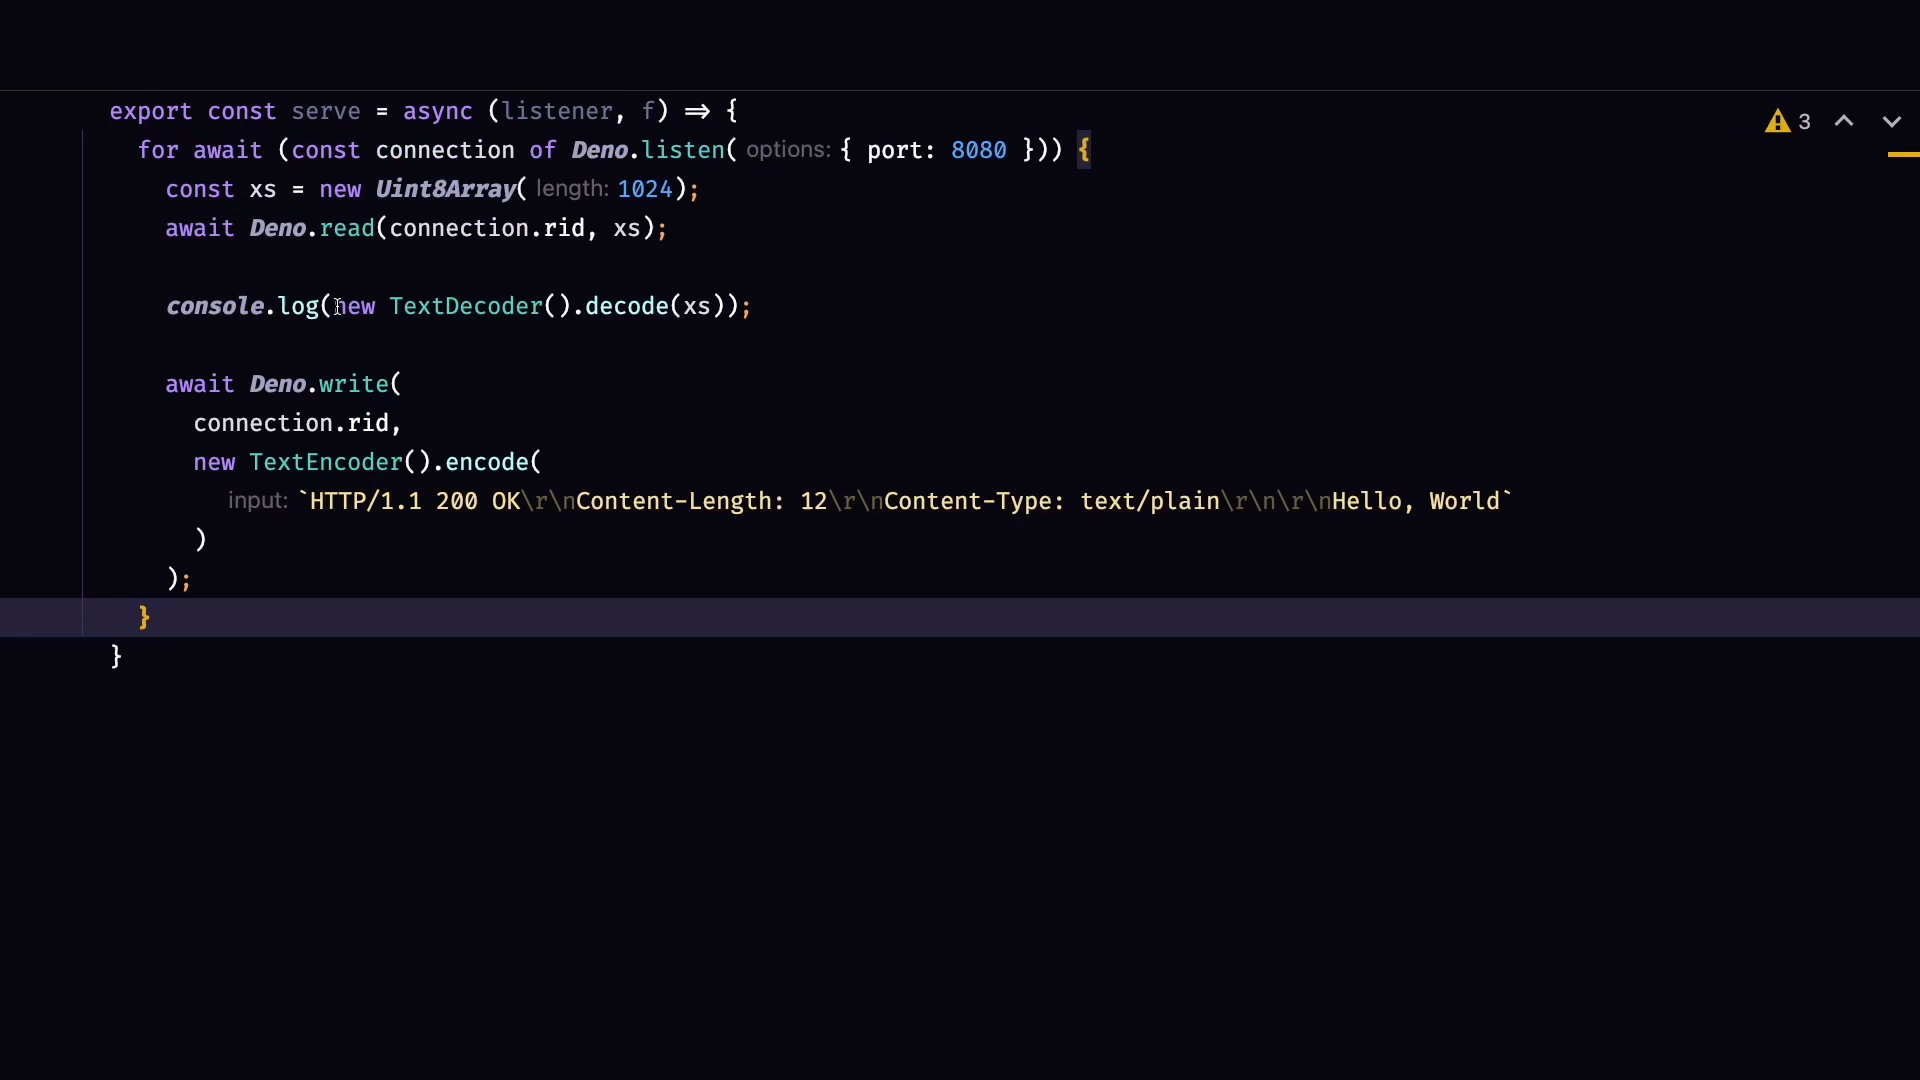 export const serve = async (listener, f) => {
for await (const connection of Deno.listen( options: { port: 8080 })) {
const xs = new Uint8Array( length: 1024);
await Deno.read(connection.rid, xs);
console.log(new TextDecoder().decode(xs));
await Deno.write(
connection.rid,
new TextEncoder().encode(
input: `HTTP/1.1 200 OK\r\nContent-Length: 12\r\nContent-Type: text/plain\r\n\r\nHello, World`
)
);
}
}
3